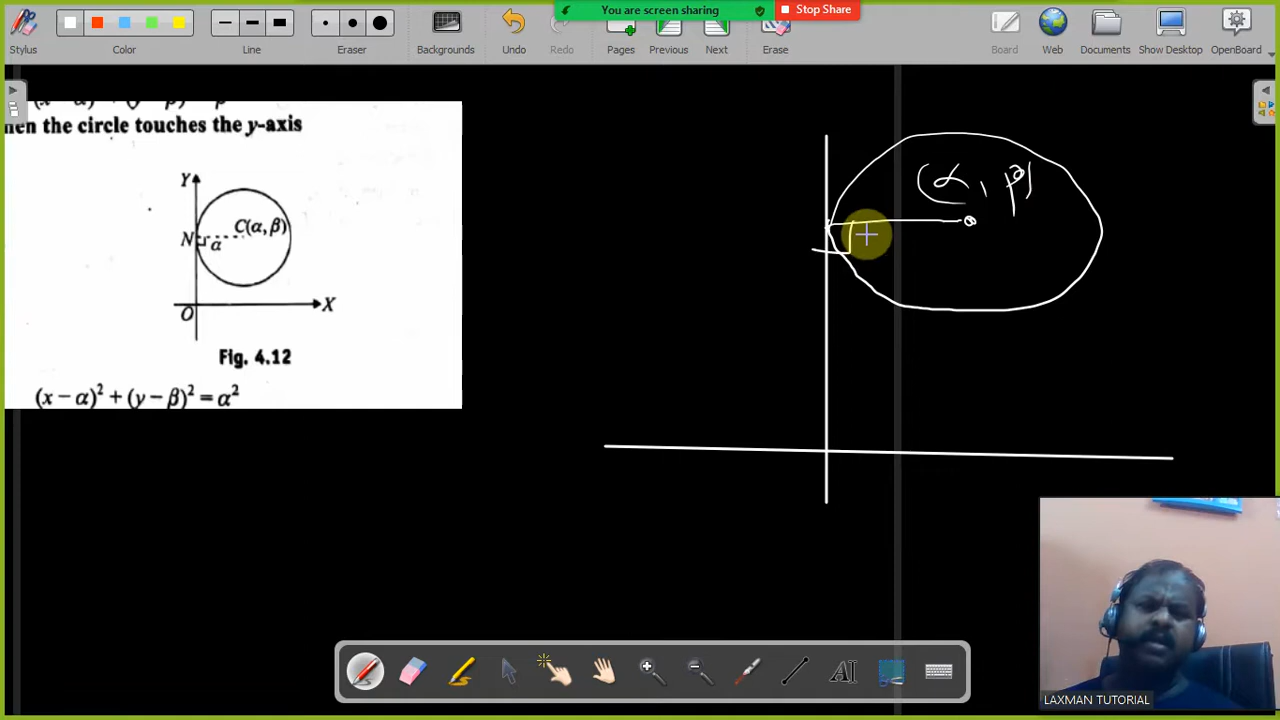 You are screen sharing
Stop Share
Stylus
Color
Line
Eraser
Backgrounds
Undo
Redo
Pages
Previous
Next
Erase
Board
Web
Documents
Show Desktop
OpenBoard
hen the circle touches the y-axis
Y
C(α, β)
N
α
O
X
Fig. 4.12
(x − α)² + (y − β)² = α²
(α, β)
AI
LAXMAN TUTORIAL